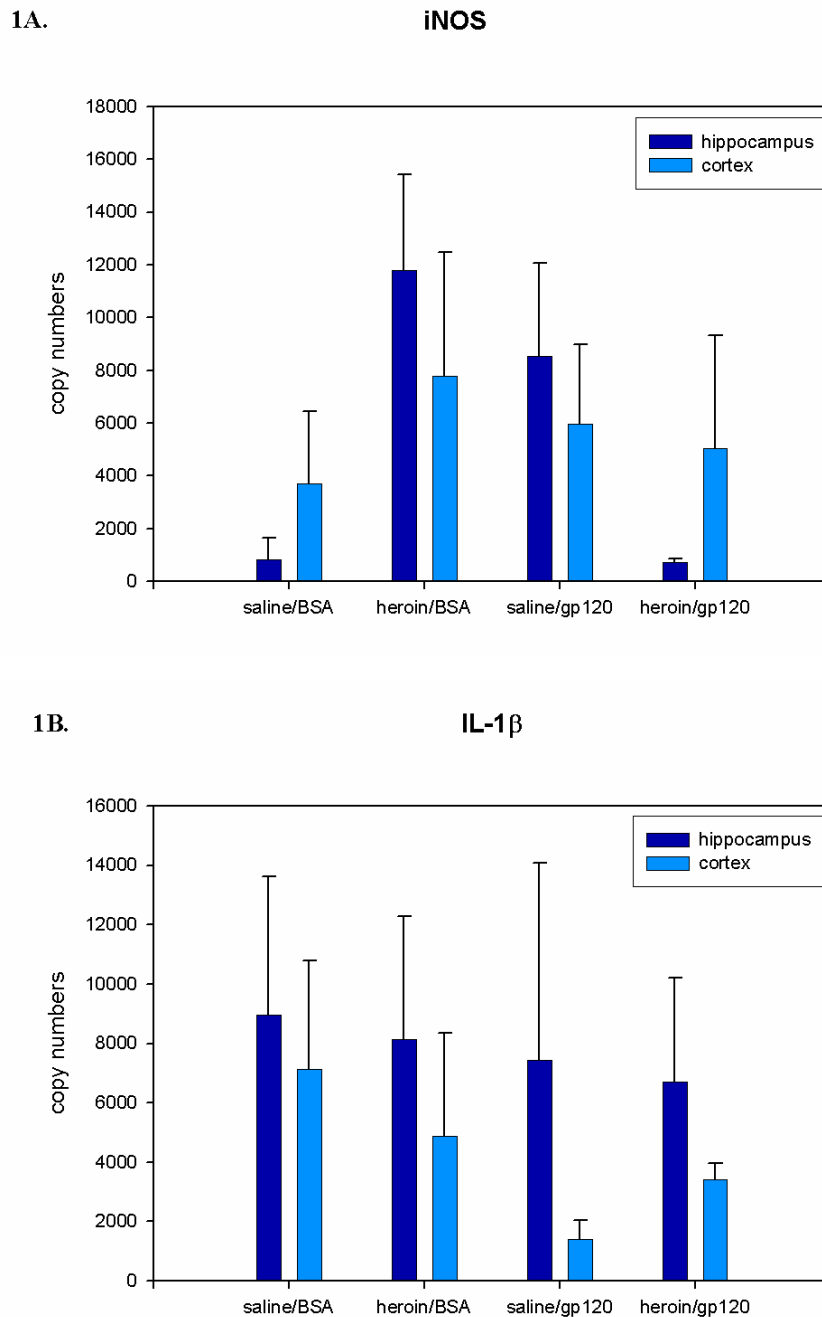 1A.
iNOS
18000
16000
14000
12000
10000
8000
6000
4000
2000
0
copy numbers
hippocampus
cortex
saline/BSA heroin/BSA saline/gp120 heroin/gp120
1B.
IL-1β
16000
14000
12000
10000
8000
6000
4000
2000
0
copy numbers
hippocampus
cortex
saline/BSA heroin/BSA saline/gp120 heroin/gp120